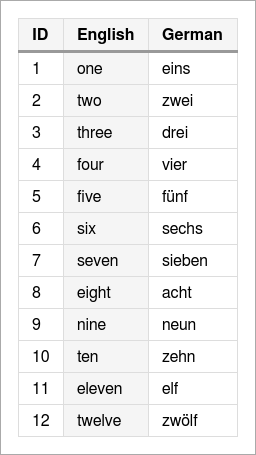 ID English German
1 one eins
2 two zwei
3 three drei
4 four vier
5 five fünf
6 six sechs
7 seven sieben
8 eight acht
9 nine neun
10 ten zehn
11 eleven elf
12 twelve zwölf